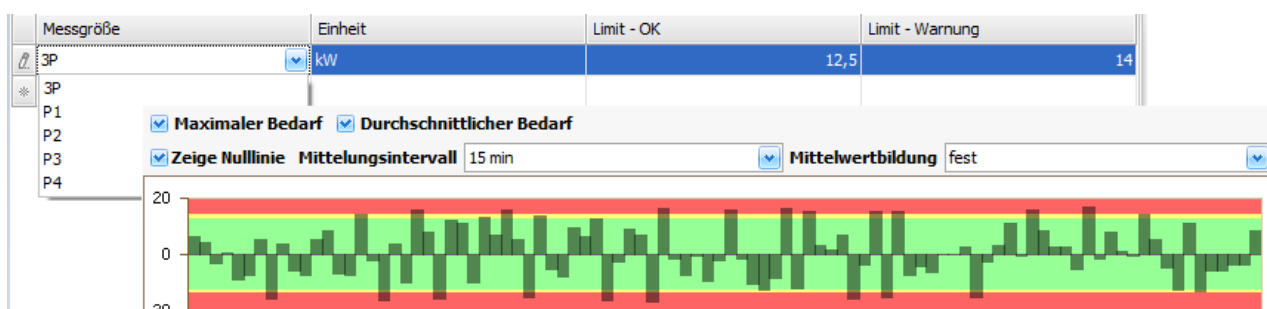 Messgröße Einheit Limit - OK Limit - Warnung
3P kW 12,5 14
3P
P1
P2
P3
P4
Maximaler Bedarf Durchschnittlicher Bedarf
Zeige Nulllinie Mittelungsintervall 15 min Mittelwertbildung fest
20
0